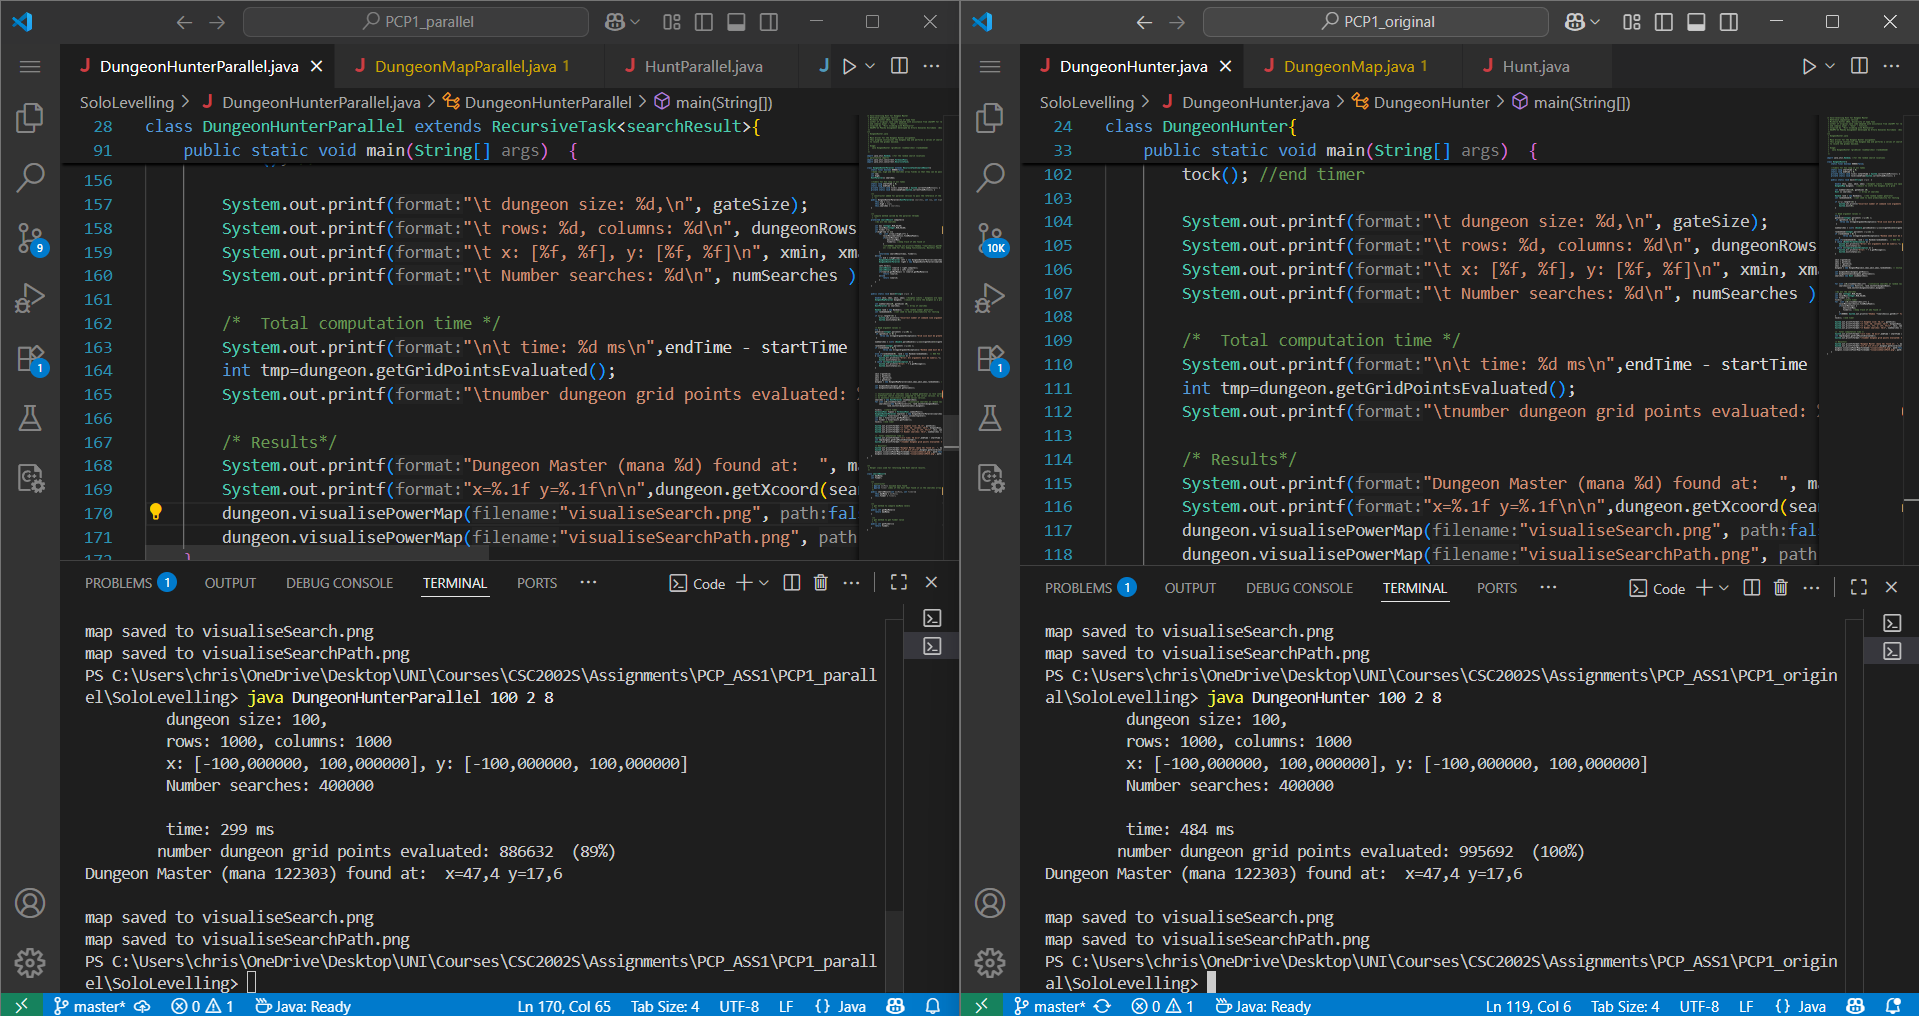 PCP1_parallel
DungeonHunterParallel.java
DungeonMapParallel.java 1
HuntParallel.java
SoloLevelling > DungeonHunterParallel.java > DungeonHunterParallel > main(String[])
28 class DungeonHunterParallel extends RecursiveTask<searchResult>{
91 public static void main(String[] args) {
156
157 System.out.printf(format:"\t dungeon size: %d,\n", gateSize);
158 System.out.printf(format:"\t rows: %d, columns: %d\n", dungeonRows
159 System.out.printf(format:"\t x: [%f, %f], y: [%f, %f]\n", xmin, xma
160 System.out.printf(format:"\t Number searches: %d\n", numSearches )
161
162 /*  Total computation time */
163 System.out.printf(format:"\n\t time: %d ms\n",endTime - startTime
164 int tmp=dungeon.getGridPointsEvaluated();
165 System.out.printf(format:"\tnumber dungeon grid points evaluated:
166
167 /* Results*/
168 System.out.printf(format:"Dungeon Master (mana %d) found at:  ", m
169 System.out.printf(format:"x=%.1f y=%.1f\n\n",dungeon.getXcoord(sea
170 dungeon.visualisePowerMap(filename:"visualiseSearch.png", path:fal
171 dungeon.visualisePowerMap(filename:"visualiseSearchPath.png", path
172 }
9
1
PROBLEMS 1 OUTPUT DEBUG CONSOLE TERMINAL PORTS ··· Code
map saved to visualiseSearch.png
map saved to visualiseSearchPath.png
PS C:\Users\chris\OneDrive\Desktop\UNI\Courses\CSC2002S\Assignments\PCP_ASS1\PCP1_parall
el\SoloLevelling> java DungeonHunterParallel 100 2 8
dungeon size: 100,
rows: 1000, columns: 1000
x: [-100,000000, 100,000000], y: [-100,000000, 100,000000]
Number searches: 400000
time: 299 ms
number dungeon grid points evaluated: 886632  (89%)
Dungeon Master (mana 122303) found at:  x=47,4 y=17,6
map saved to visualiseSearch.png
map saved to visualiseSearchPath.png
PS C:\Users\chris\OneDrive\Desktop\UNI\Courses\CSC2002S\Assignments\PCP_ASS1\PCP1_parall
el\SoloLevelling>
master* 0 1 Java: Ready Ln 170, Col 65 Tab Size: 4 UTF-8 LF {} Java
PCP1_original
DungeonHunter.java
DungeonMap.java 1
Hunt.java
SoloLevelling > DungeonHunter.java > DungeonHunter > main(String[])
24 class DungeonHunter{
33 public static void main(String[] args) {
102 tock(); //end timer
103
104 System.out.printf(format:"\t dungeon size: %d,\n", gateSize);
105 System.out.printf(format:"\t rows: %d, columns: %d\n", dungeonRows
106 System.out.printf(format:"\t x: [%f, %f], y: [%f, %f]\n", xmin, xma
107 System.out.printf(format:"\t Number searches: %d\n", numSearches )
108
109 /*  Total computation time */
110 System.out.printf(format:"\n\t time: %d ms\n",endTime - startTime
111 int tmp=dungeon.getGridPointsEvaluated();
112 System.out.printf(format:"\tnumber dungeon grid points evaluated:
113
114 /* Results*/
115 System.out.printf(format:"Dungeon Master (mana %d) found at:  ", m
116 System.out.printf(format:"x=%.1f y=%.1f\n\n",dungeon.getXcoord(sea
117 dungeon.visualisePowerMap(filename:"visualiseSearch.png", path:fal
118 dungeon.visualisePowerMap(filename:"visualiseSearchPath.png", path
10K
1
PROBLEMS 1 OUTPUT DEBUG CONSOLE TERMINAL PORTS ··· Code
map saved to visualiseSearch.png
map saved to visualiseSearchPath.png
PS C:\Users\chris\OneDrive\Desktop\UNI\Courses\CSC2002S\Assignments\PCP_ASS1\PCP1_origin
al\SoloLevelling> java DungeonHunter 100 2 8
dungeon size: 100,
rows: 1000, columns: 1000
x: [-100,000000, 100,000000], y: [-100,000000, 100,000000]
Number searches: 400000
time: 484 ms
number dungeon grid points evaluated: 995692  (100%)
Dungeon Master (mana 122303) found at:  x=47,4 y=17,6
map saved to visualiseSearch.png
map saved to visualiseSearchPath.png
PS C:\Users\chris\OneDrive\Desktop\UNI\Courses\CSC2002S\Assignments\PCP_ASS1\PCP1_origin
al\SoloLevelling>
master* 0 1 Java: Ready Ln 119, Col 6 Tab Size: 4 UTF-8 LF {} Java